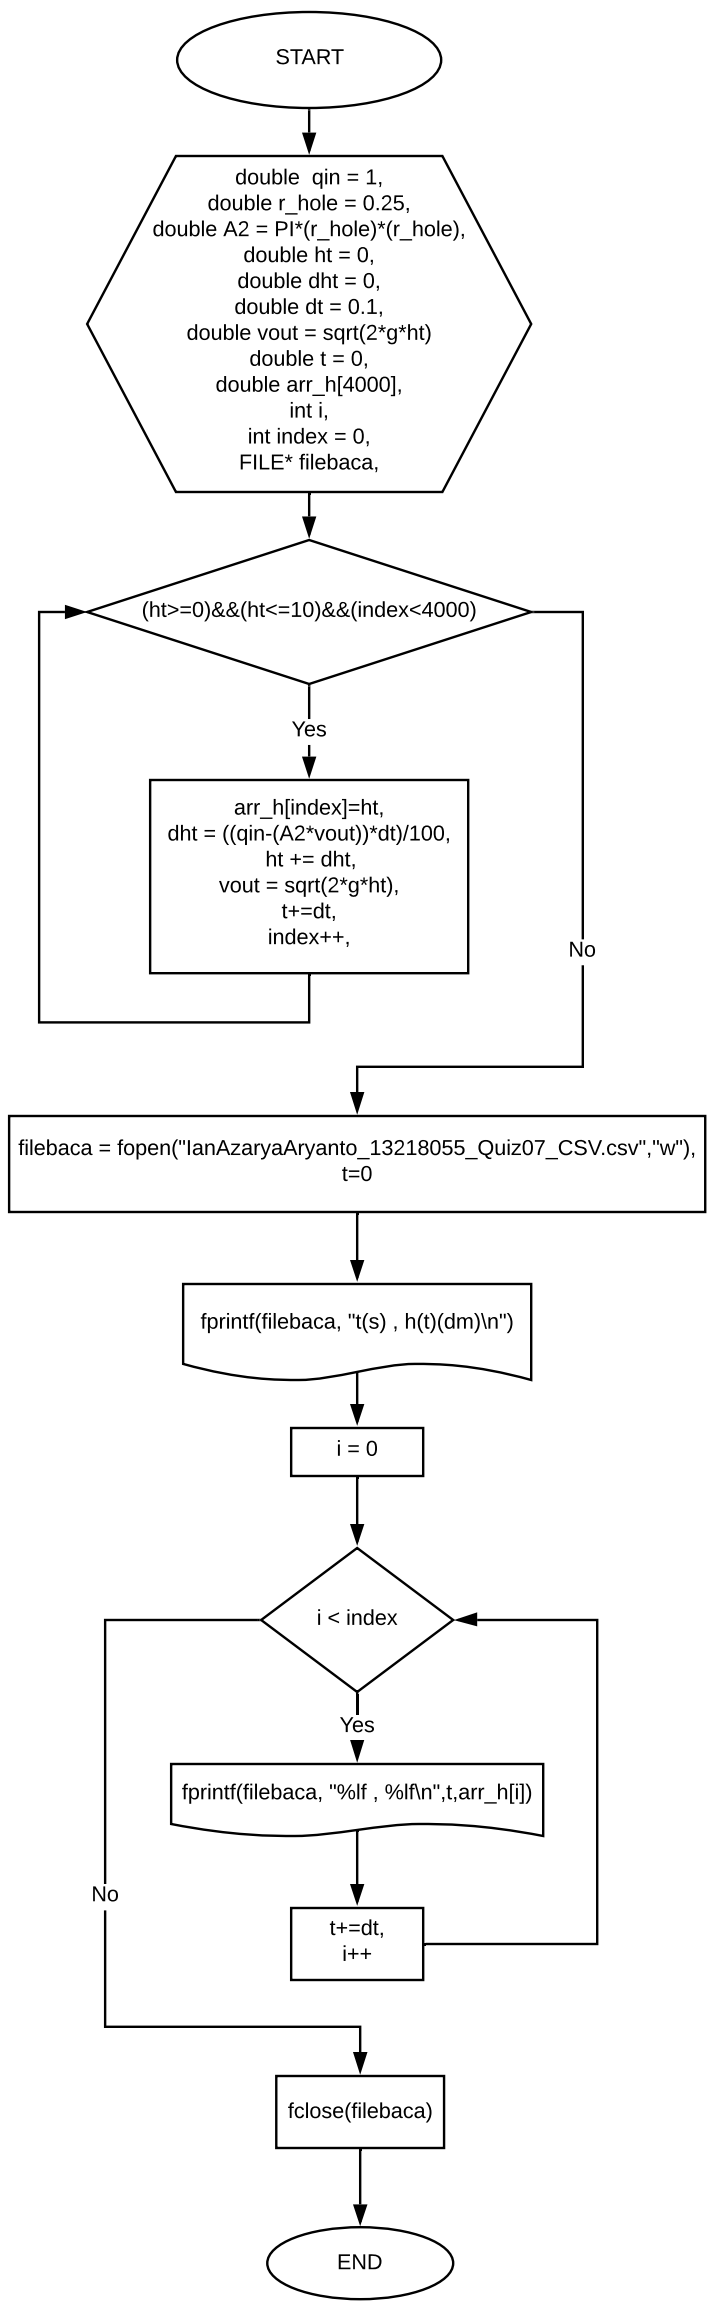 START
double  qin = 1,
double r_hole = 0.25,
double A2 = PI*(r_hole)*(r_hole),
double ht = 0,
double dht = 0,
double dt = 0.1,
double vout = sqrt(2*g*ht)
double t = 0,
double arr_h[4000],
int i,
int index = 0,
FILE* filebaca,
(ht>=0)&&(ht<=10)&&(index<4000)
Yes
arr_h[index]=ht,
dht = ((qin-(A2*vout))*dt)/100,
ht += dht,
vout = sqrt(2*g*ht),
t+=dt,
index++,
No
filebaca = fopen("IanAzaryaAryanto_13218055_Quiz07_CSV.csv","w"),
t=0
fprintf(filebaca, "t(s) , h(t)(dm)\n")
i = 0
i < index
Yes
fprintf(filebaca, "%lf , %lf\n",t,arr_h[i])
No
t+=dt,
i++
fclose(filebaca)
END